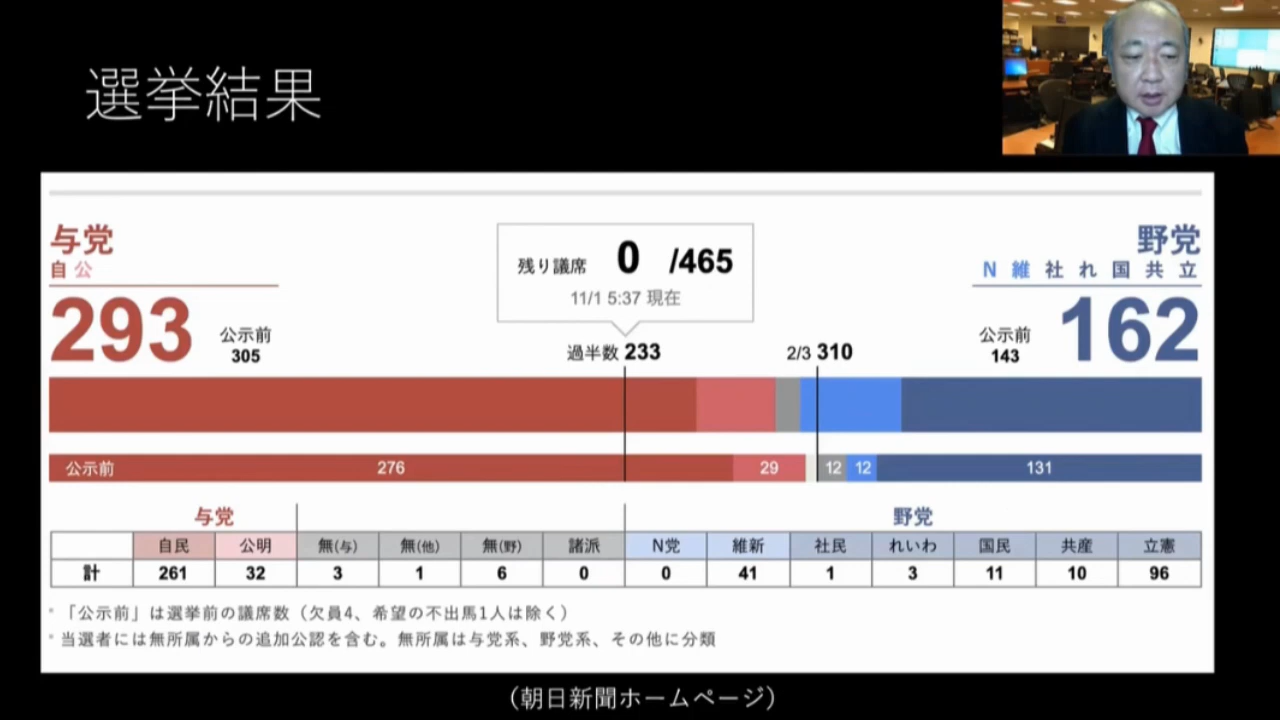 選挙結果
与党
自 公
293
公示前
305
残り議席 0 /465
11/1 5:37 現在
過半数 233
2/3 310
野党
N 維 社 れ 国 共 立
公示前
143
162
公示前 276 29 12 12 131
与党 野党
自民 公明 無(与) 無(他) 無(野) 諸派 N党 維新 社民 れいわ 国民 共産 立憲
計 261 32 3 1 6 0 0 41 1 3 11 10 96
* 「公示前」は選挙前の議席数（欠員4、希望の不出馬1人は除く）
* 当選者には無所属からの追加公認を含む。無所属は与党系、野党系、その他に分類
（朝日新聞ホームページ）